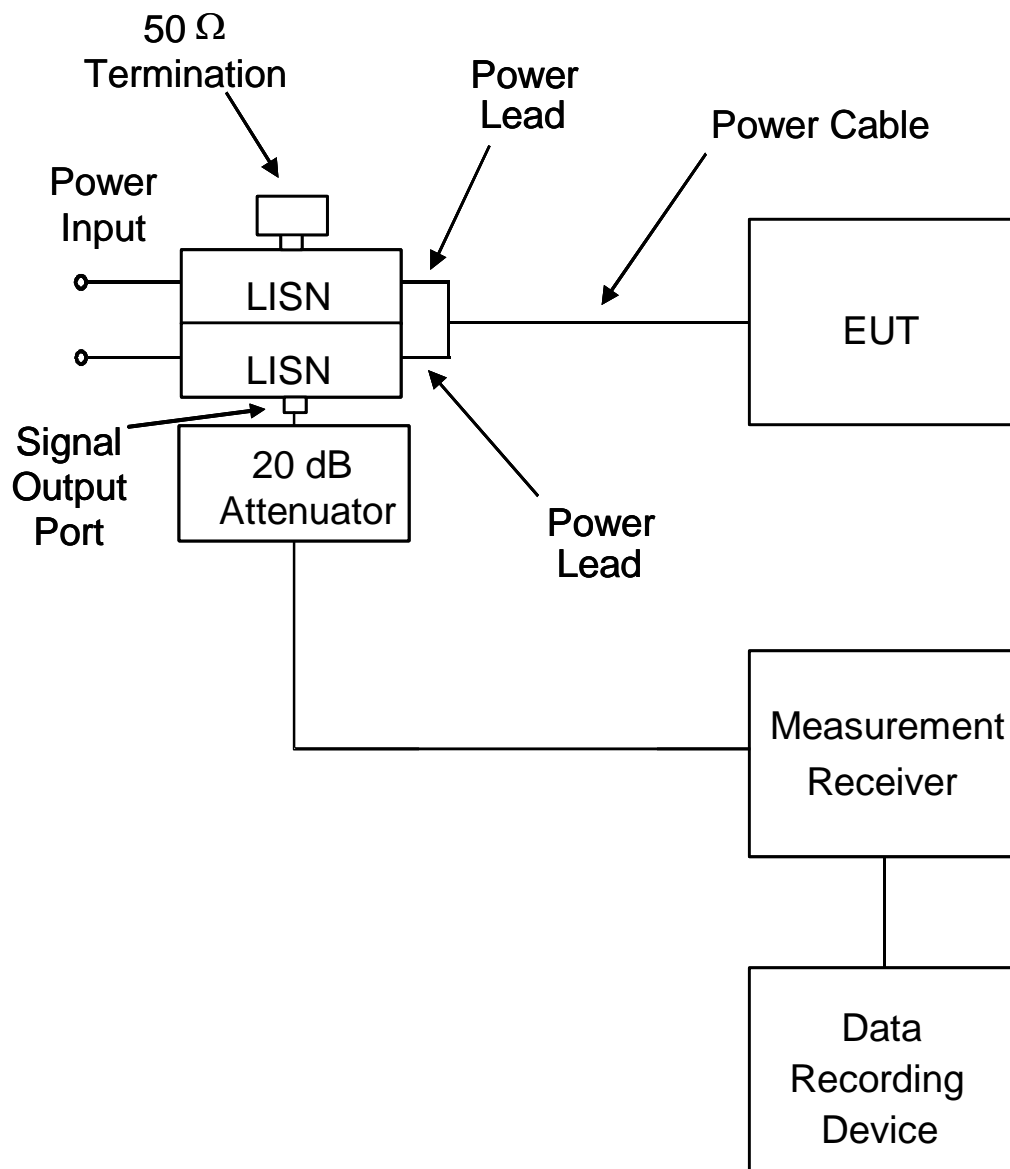 50 Ω
Termination
Power
Lead
Power Cable
Power
Input
LISN
LISN
EUT
Signal
Output
Port
20 dB
Attenuator
Power
Lead
Measurement
Receiver
Data
Recording
Device